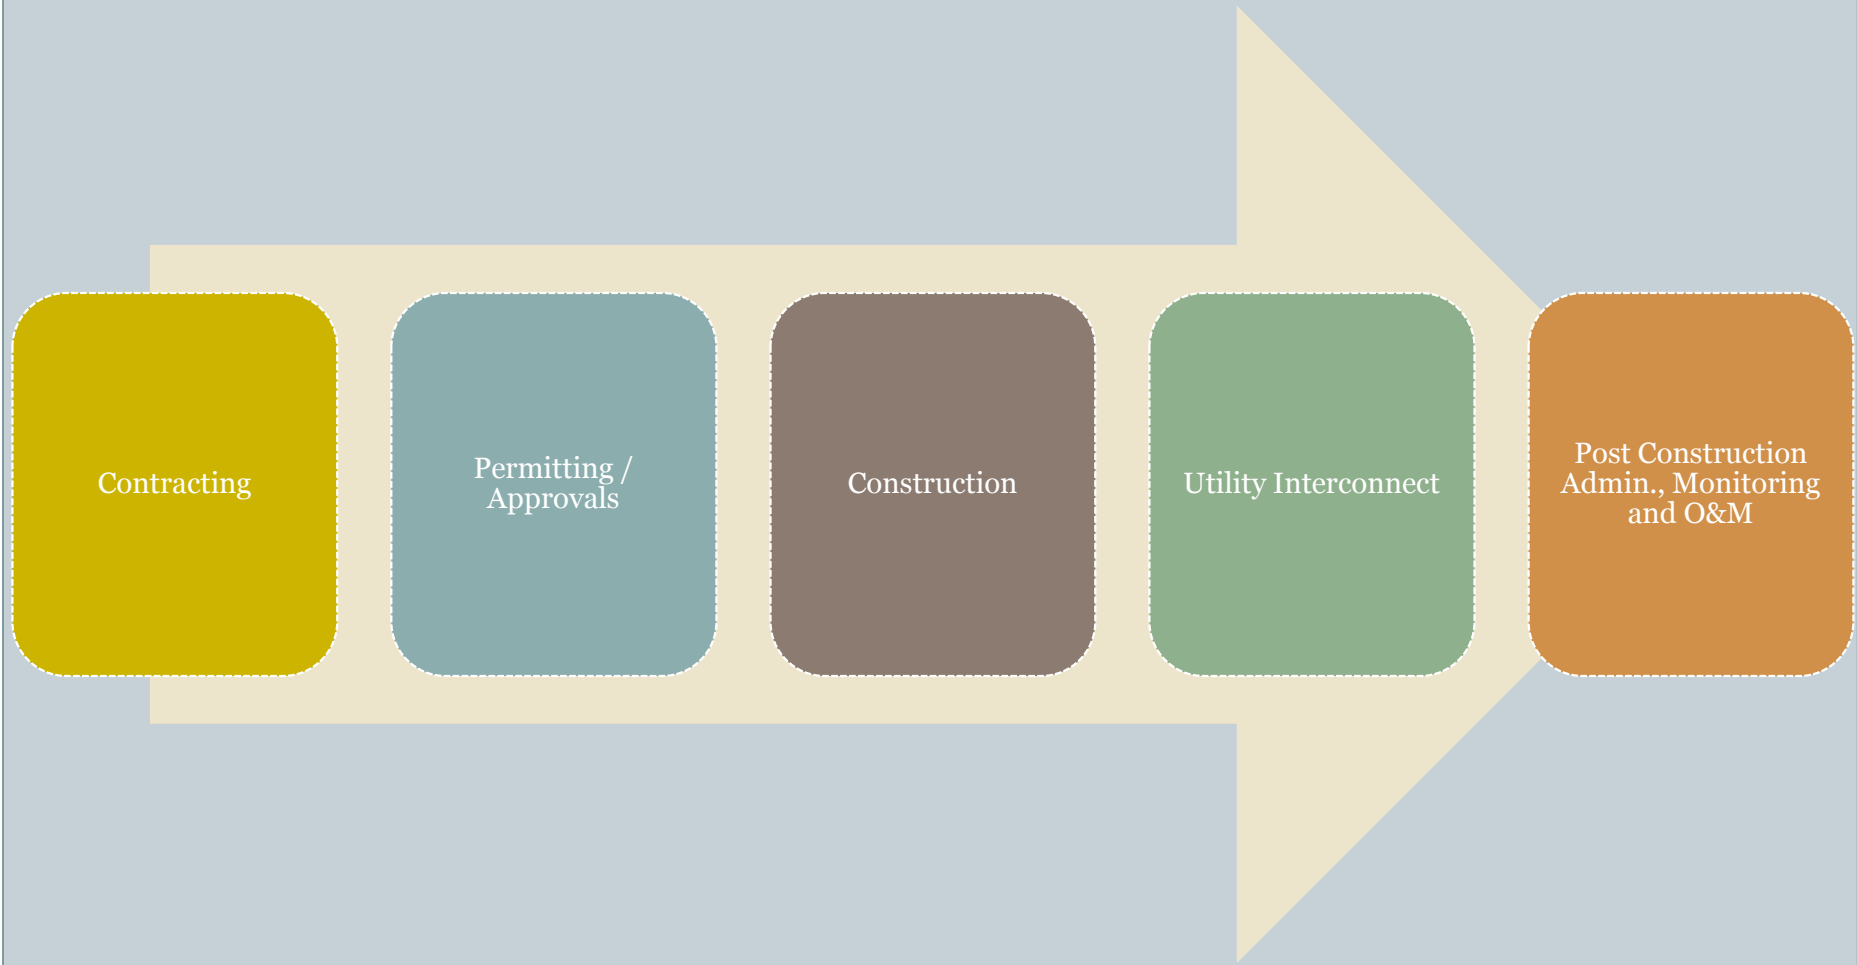 Contracting
Permitting /
Approvals
Construction
Utility Interconnect
Post Construction
Admin., Monitoring
and O&M